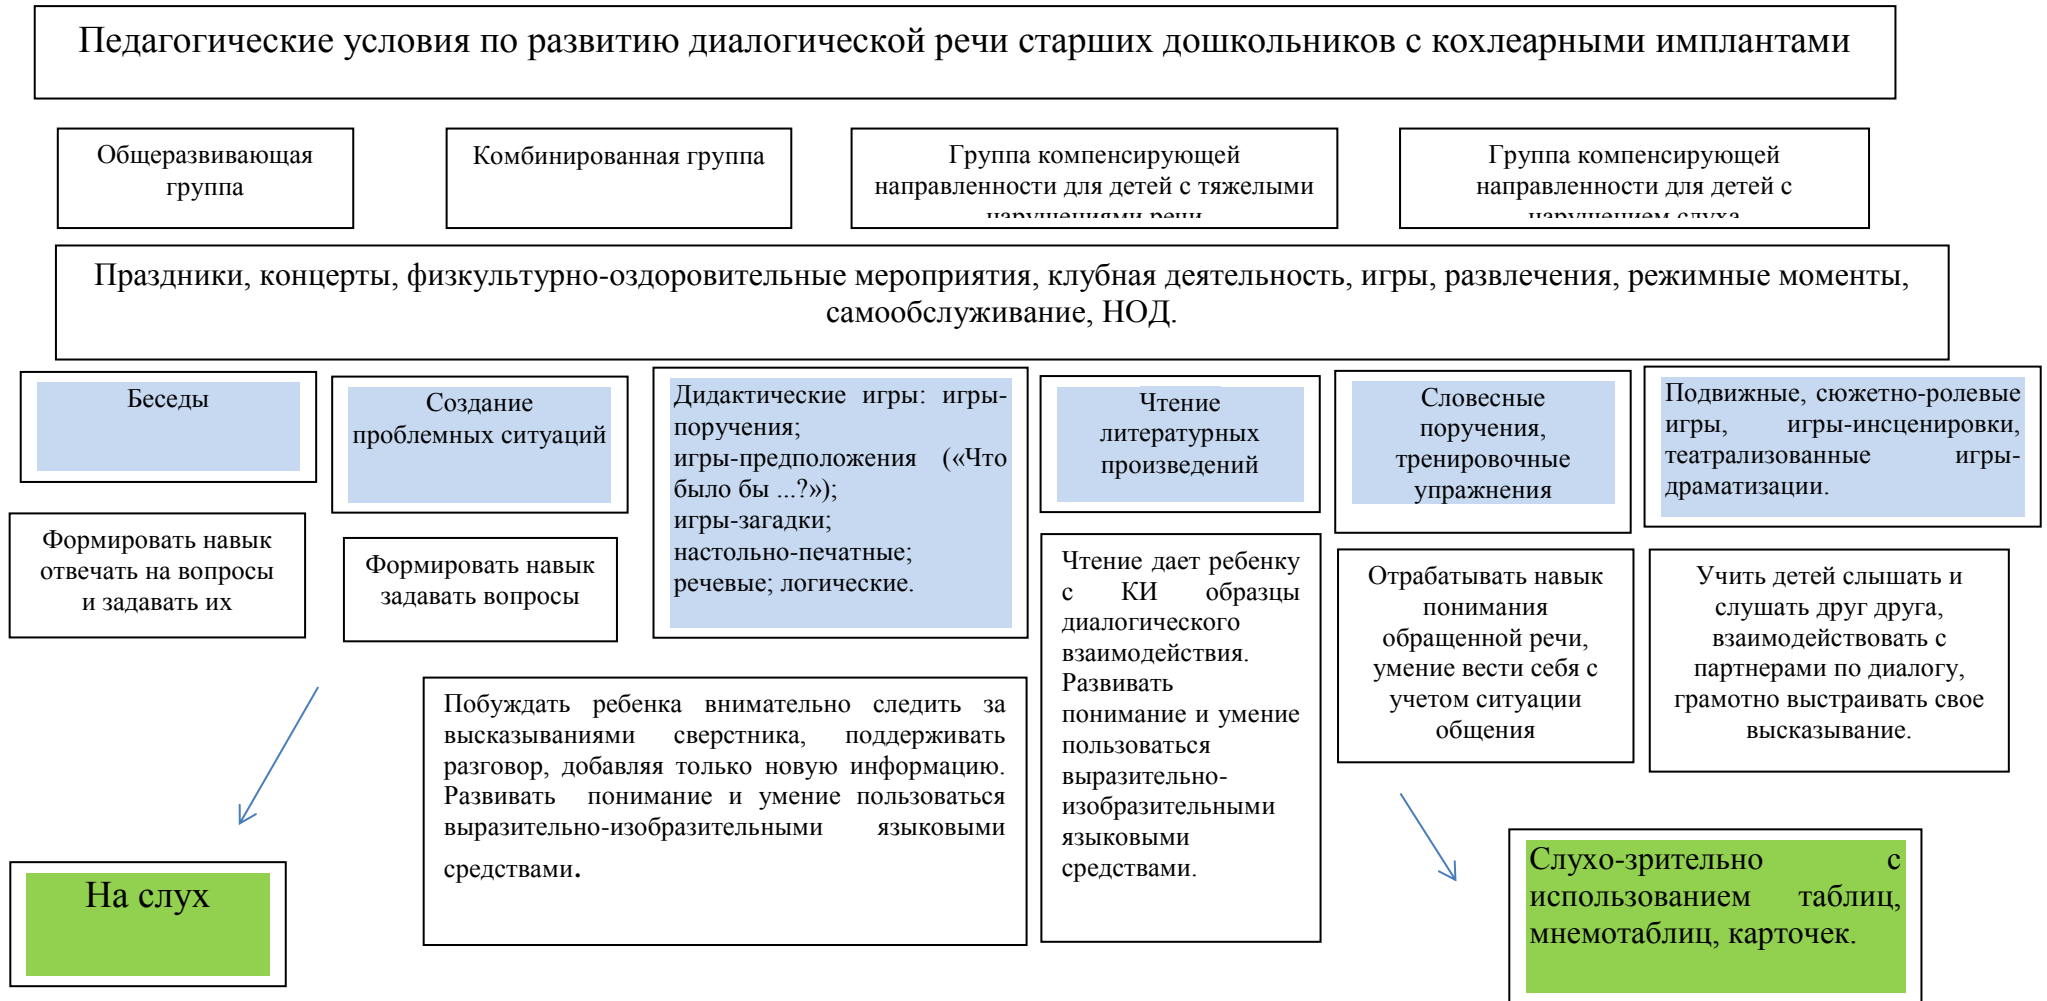 Педагогические условия по развитию диалогической речи старших дошкольников с кохлеарными имплантами
Общеразвивающая
группа
Комбинированная группа
Группа компенсирующей
направленности для детей с тяжелыми
нарушениями речи
Группа компенсирующей
направленности для детей с
нарушением слуха
Праздники, концерты, физкультурно-оздоровительные мероприятия, клубная деятельность, игры, развлечения, режимные моменты,
самообслуживание, НОД.
Беседы
Создание
проблемных ситуаций
Дидактические игры: игры-
поручения;
игры-предположения («Что
было бы ...?»);
игры-загадки;
настольно-печатные;
речевые; логические.
Чтение
литературных
произведений
Словесные
поручения,
тренировочные
упражнения
Подвижные, сюжетно-ролевые
игры, игры-инсценировки,
театрализованные игры-
драматизации.
Формировать навык
отвечать на вопросы
и задавать их
Формировать навык
задавать вопросы
Побуждать ребенка внимательно следить за
высказываниями сверстника, поддерживать
разговор, добавляя только новую информацию.
Развивать понимание и умение пользоваться
выразительно-изобразительными языковыми
средствами.
Чтение дает ребенку
с КИ образцы
диалогического
взаимодействия.
Развивать
понимание и умение
пользоваться
выразительно-
изобразительными
языковыми
средствами.
Отрабатывать навык
понимания
обращенной речи,
умение вести себя с
учетом ситуации
общения
Учить детей слышать и
слушать друг друга,
взаимодействовать с
партнерами по диалогу,
грамотно выстраивать свое
высказывание.
На слух
Слухо-зрительно с
использованием таблиц,
мнемотаблиц, карточек.